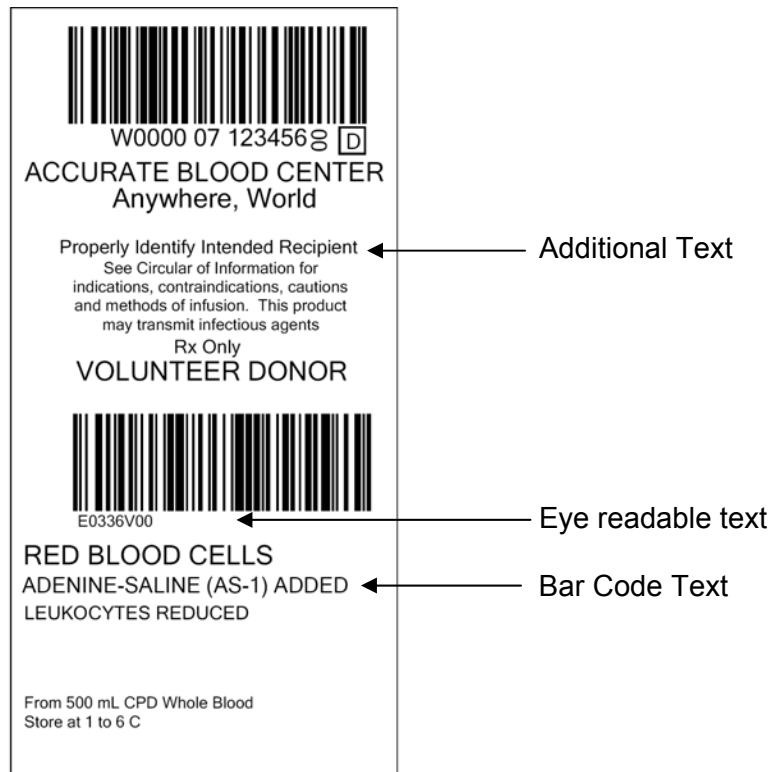 W0000 07 123456 00 D
ACCURATE BLOOD CENTER
Anywhere, World
Properly Identify Intended Recipient
Additional Text
See Circular of Information for
indications, contraindications, cautions
and methods of infusion. This product
may transmit infectious agents
Rx Only
VOLUNTEER DONOR
E0336V00
Eye readable text
RED BLOOD CELLS
ADENINE-SALINE (AS-1) ADDED
Bar Code Text
LEUKOCYTES REDUCED
From 500 mL CPD Whole Blood
Store at 1 to 6 C